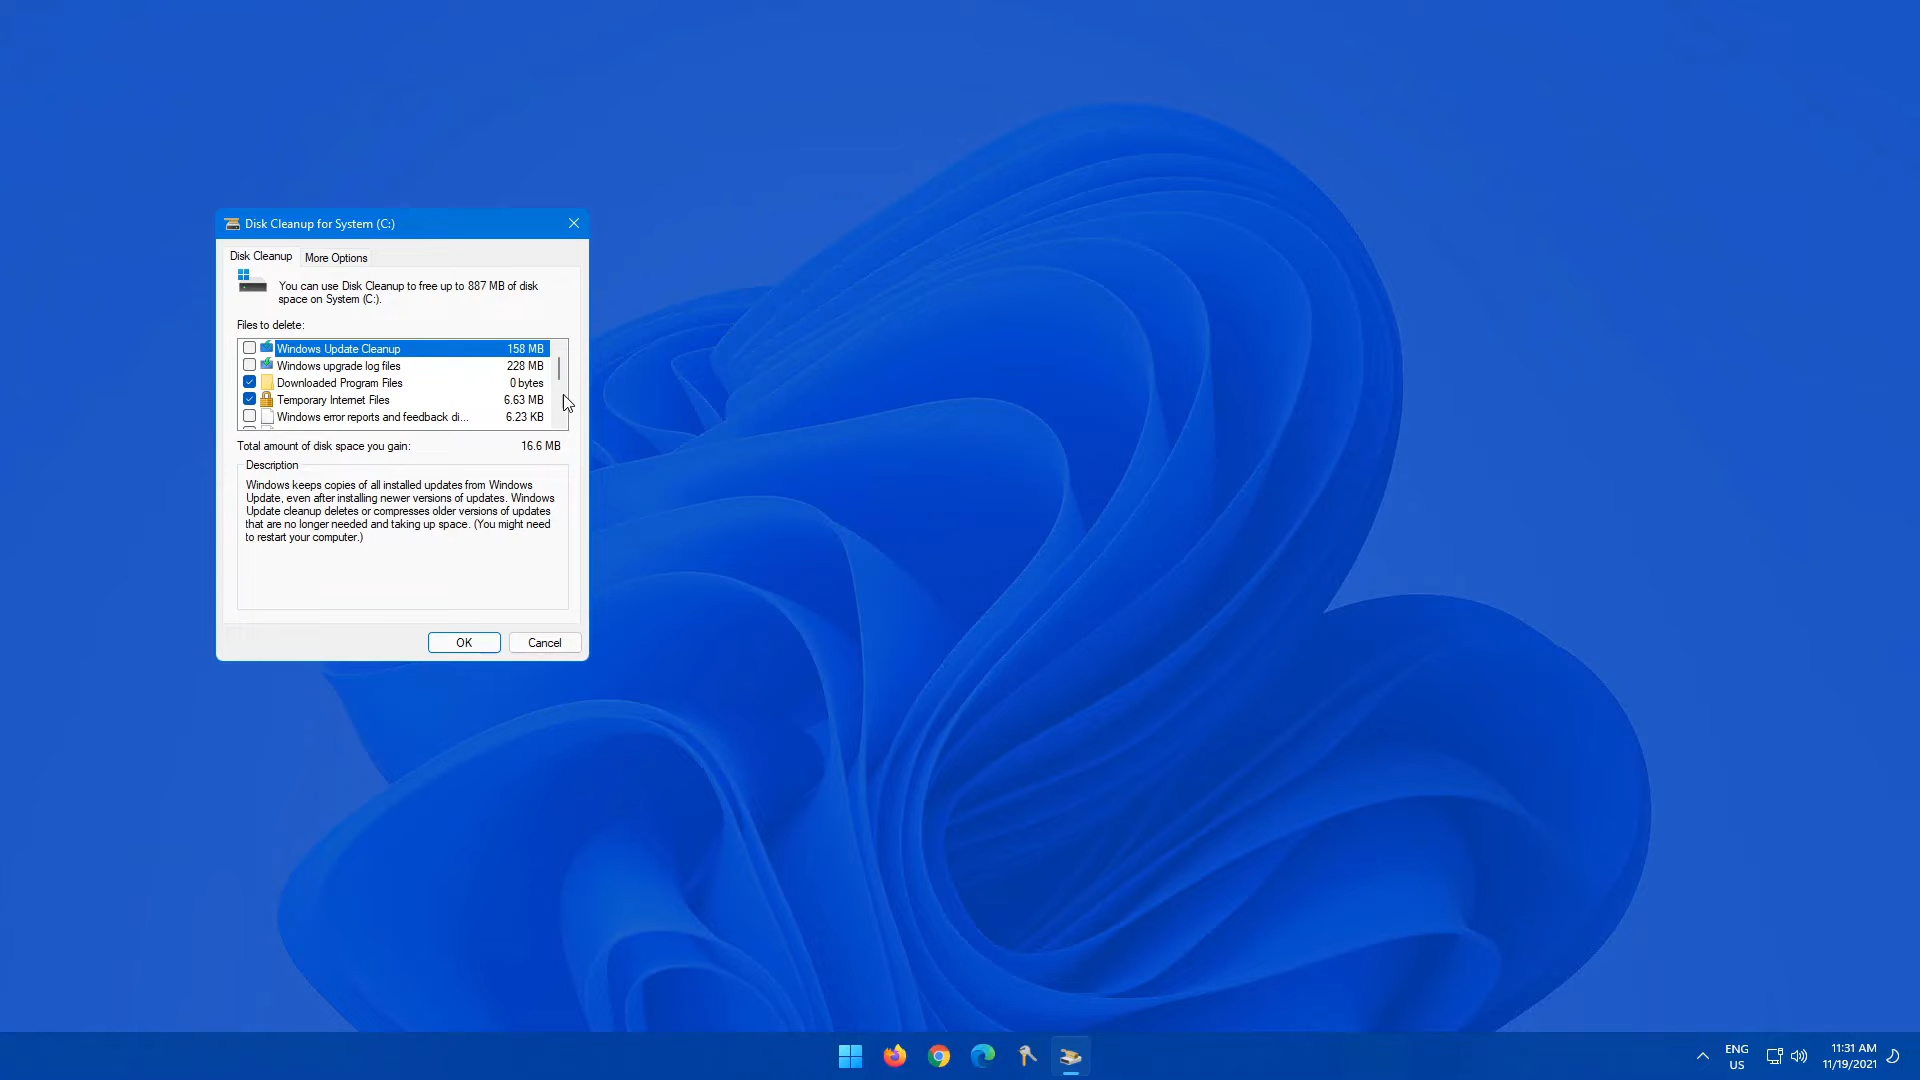 Disk Cleanup for System (C:)
Disk Cleanup
More Options
You can use Disk Cleanup to free up to 887 MB of disk
space on System (C:).
Files to delete:
Windows Update Cleanup 158 MB
Windows upgrade log files 228 MB
Downloaded Program Files 0 bytes
Temporary Internet Files 6.63 MB
Windows error reports and feedback di... 6.23 KB
Total amount of disk space you gain: 16.6 MB
Description
Windows keeps copies of all installed updates from Windows
Update, even after installing newer versions of updates. Windows
Update cleanup deletes or compresses older versions of updates
that are no longer needed and taking up space. (You might need
to restart your computer.)
OK
Cancel
ENG
US
11:31 AM
11/19/2021